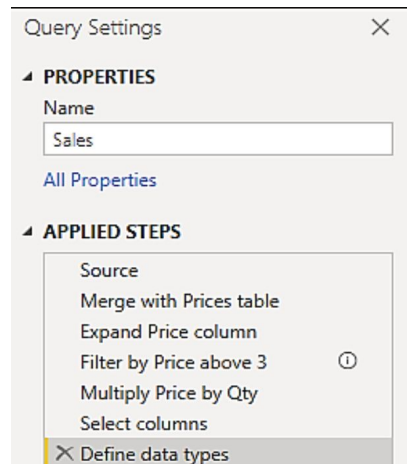 Query Settings
PROPERTIES
Name
Sales
All Properties
APPLIED STEPS
Source
Merge with Prices table
Expand Price column
Filter by Price above 3
Multiply Price by Qty
Select columns
Define data types